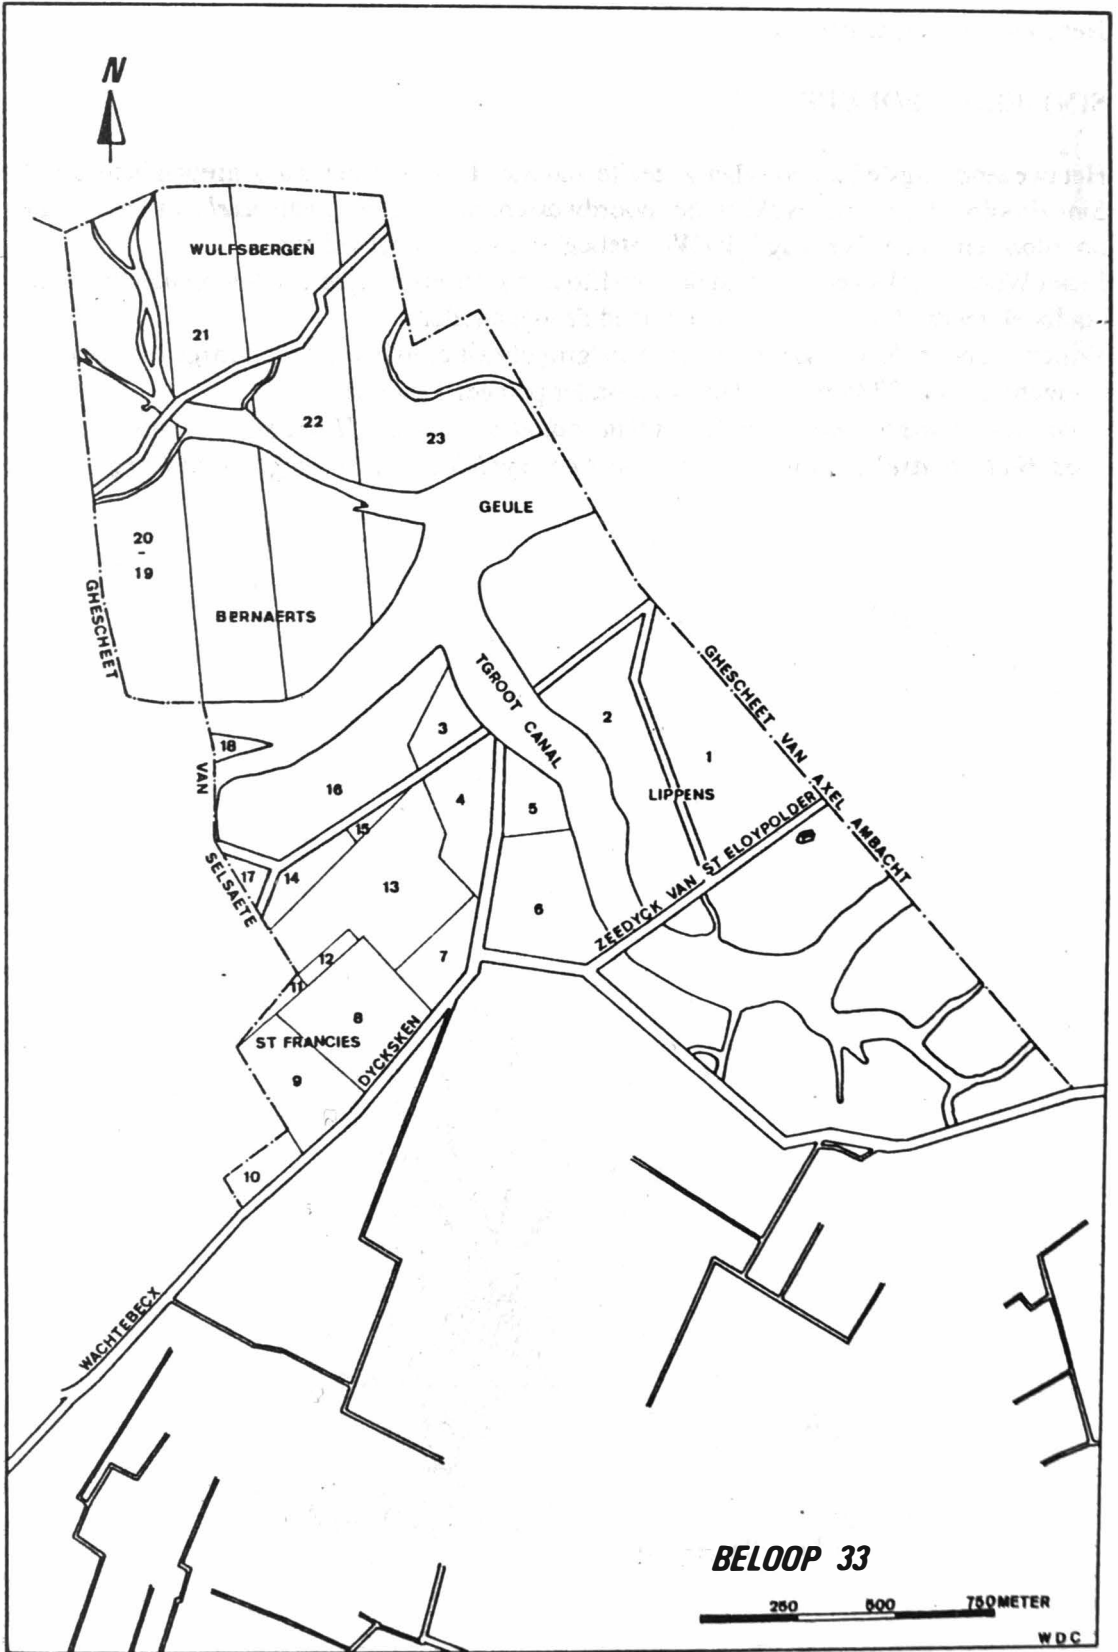 N
WULFSBERGEN
21
22
23
GEULE
20
-
19
BERNAERTS
GHESCHEET
TGROOT CANAL
GHESCHEET VAN AXEL AMBACHT
2
3
1
18
VAN
16
LIPPENS
4
5
15
ZEEDYCK VAN ST ELOYPOLDER
17
14
SELSAETE
13
6
12
7
11
8
ST FRANCIES
DYCKSKEN
9
10
WACHTEBECX
BELOOP 33
250 500 750 METER
WDC